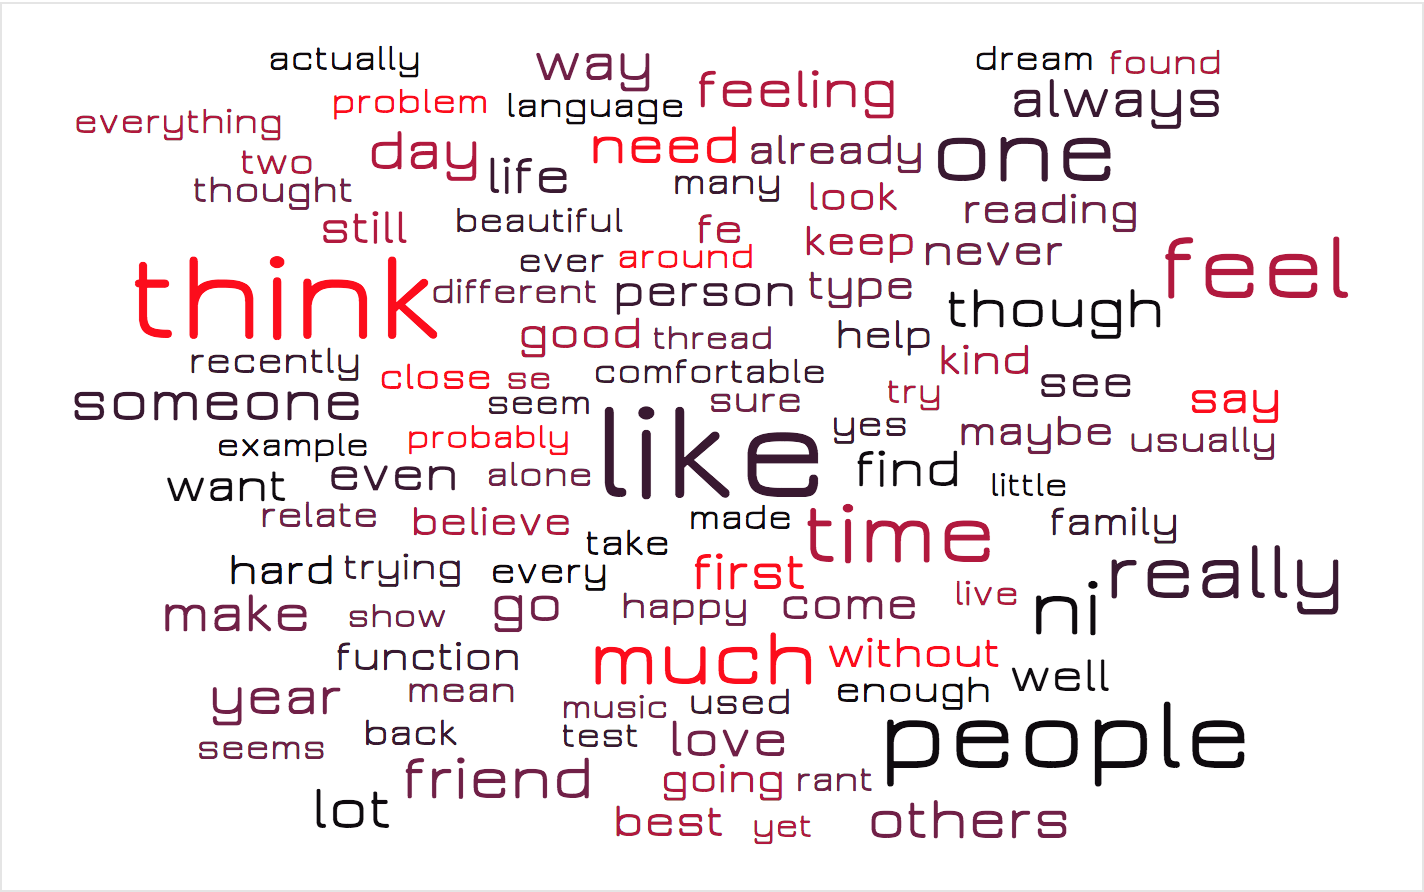 actually way dream found
problem language feeling always
everything day need already one
two life many look
thought reading
still beautiful fe keep never
ever around feel
think different person type though
good thread help
recently close se comfortable kind see
someone seem sure try say
like yes maybe usually
example probably find
want even alone little
relate believe made time family
take
hard trying every first really
make show go happy come live ni
function much without well
year mean music used enough
seems back test love people
friend going rant
lot best yet others